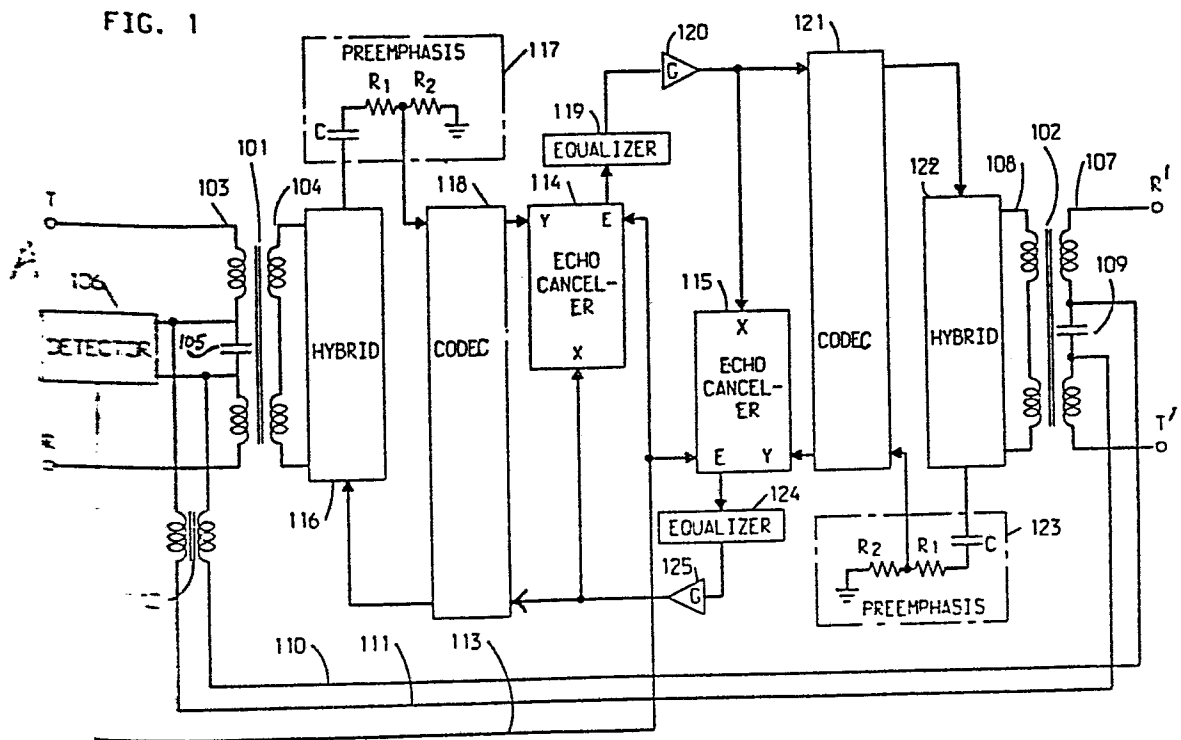 FIG. 1
120
121
PREEMPHASIS
117
R1
R2
G
C
119
EQUALIZER
101
103
104
T
118
114
122
108
102
107
R'
Y
E
ECHO
CANCEL-
ER
X
109
106
DETECTOR
105
HYBRID
CODEC
115
X
ECHO
CANCEL-
ER
E
Y
CODEC
HYBRID
T'
116
124
EQUALIZER
123
R2
R1
C
PREEMPHASIS
125
G
110
111
113